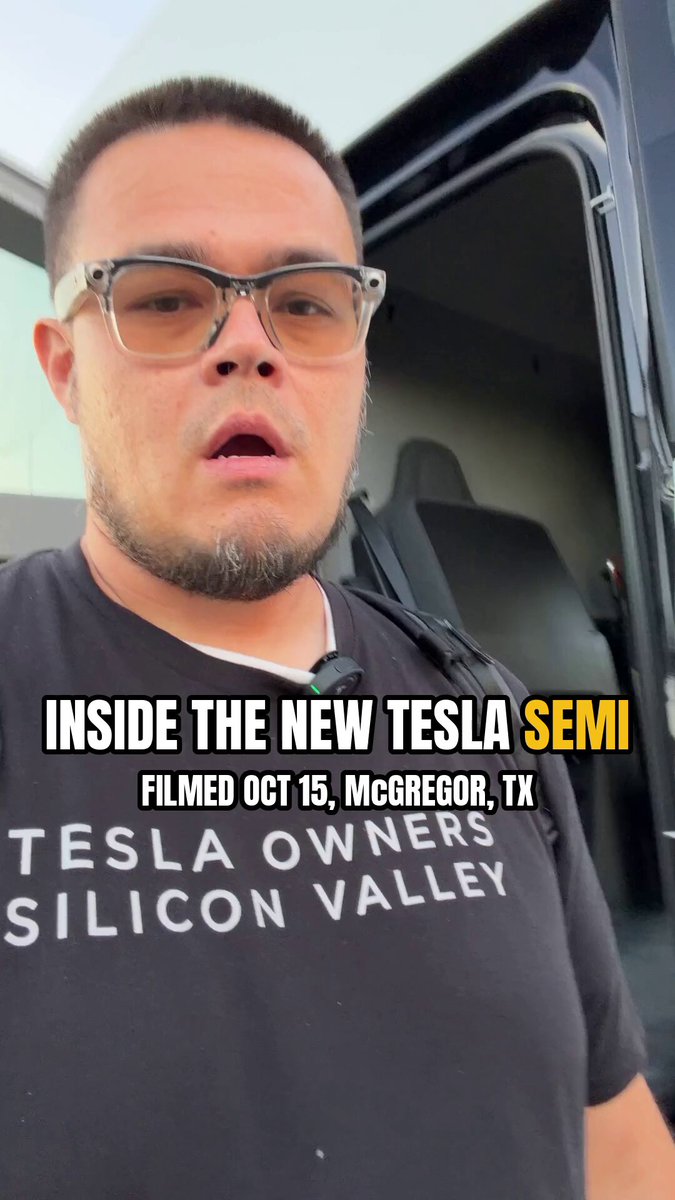 INSIDE THE NEW TESLA SEMI
FILMED OCT 15, McGREGOR, TX
TESLA OWNERS
SILICON VALLEY